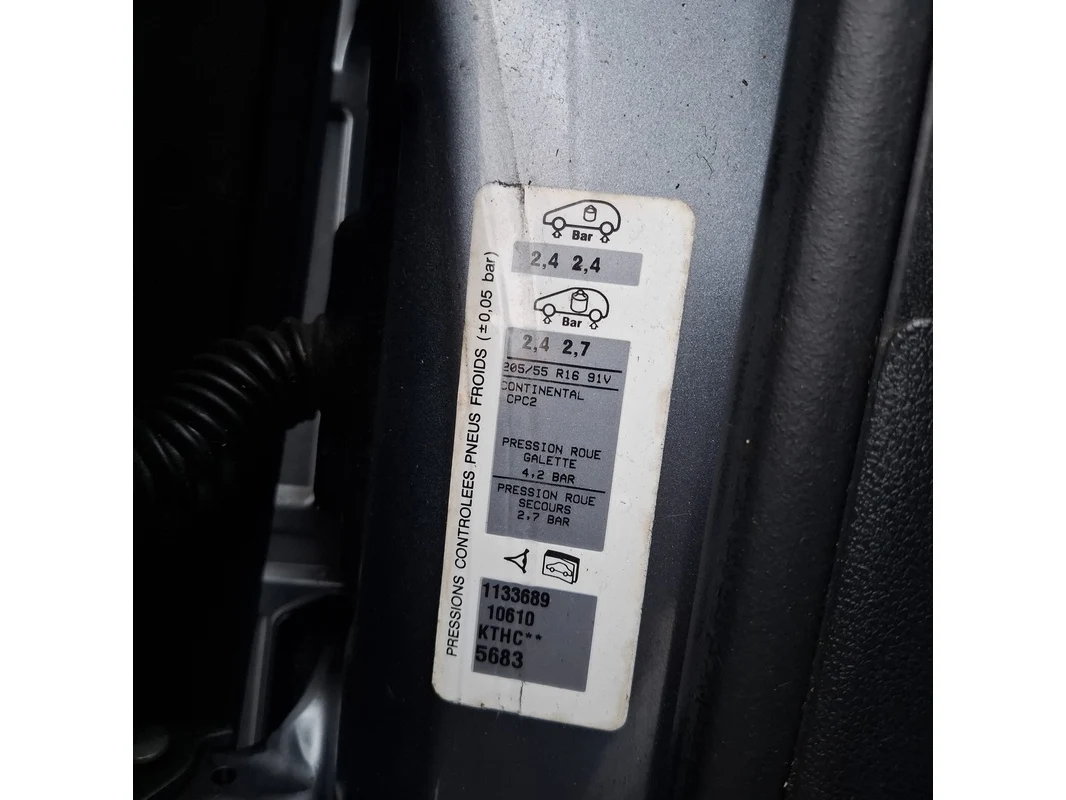 Bar
2,4 2,4
Bar
2,4 2,7
205/55 R16 91V
CONTINENTAL
CPC2
PRESSION ROUE
GALETTE
4,2 BAR
PRESSION ROUE
SECOURS
2,7 BAR
1133689
10610
KTHC**
5683
PRESSIONS CONTROLEES PNEUS FROIDS (±0,05 bar)